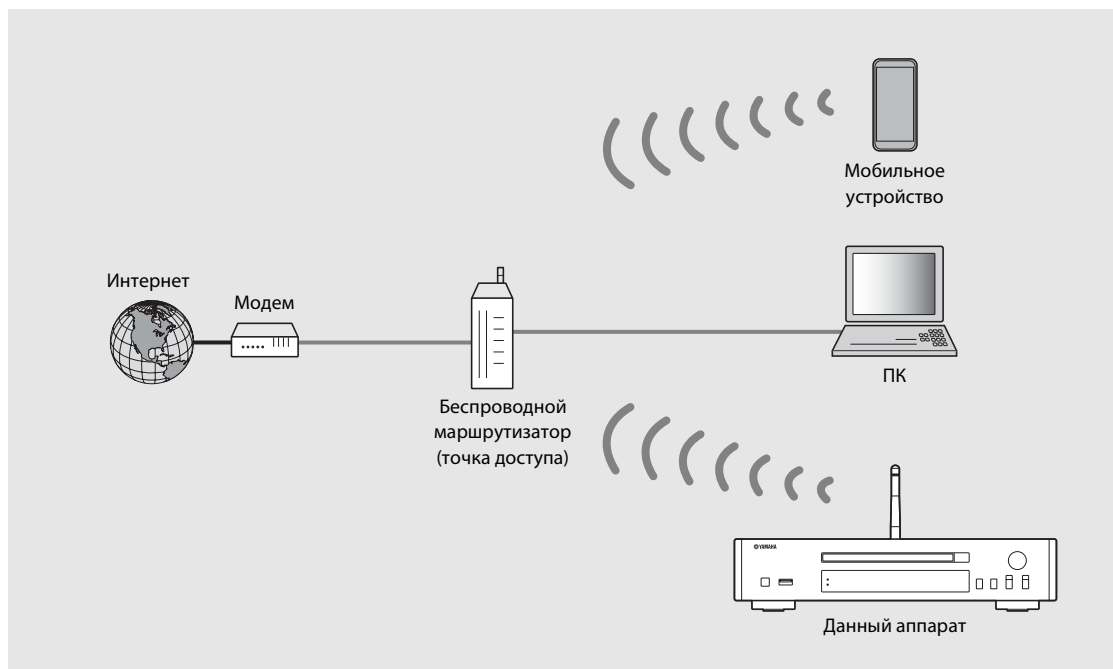 Мобильное
устройство
Интернет
Модем
ПК
Беспроводной
маршрутизатор
(точка доступа)
YAMAHA
Данный аппарат